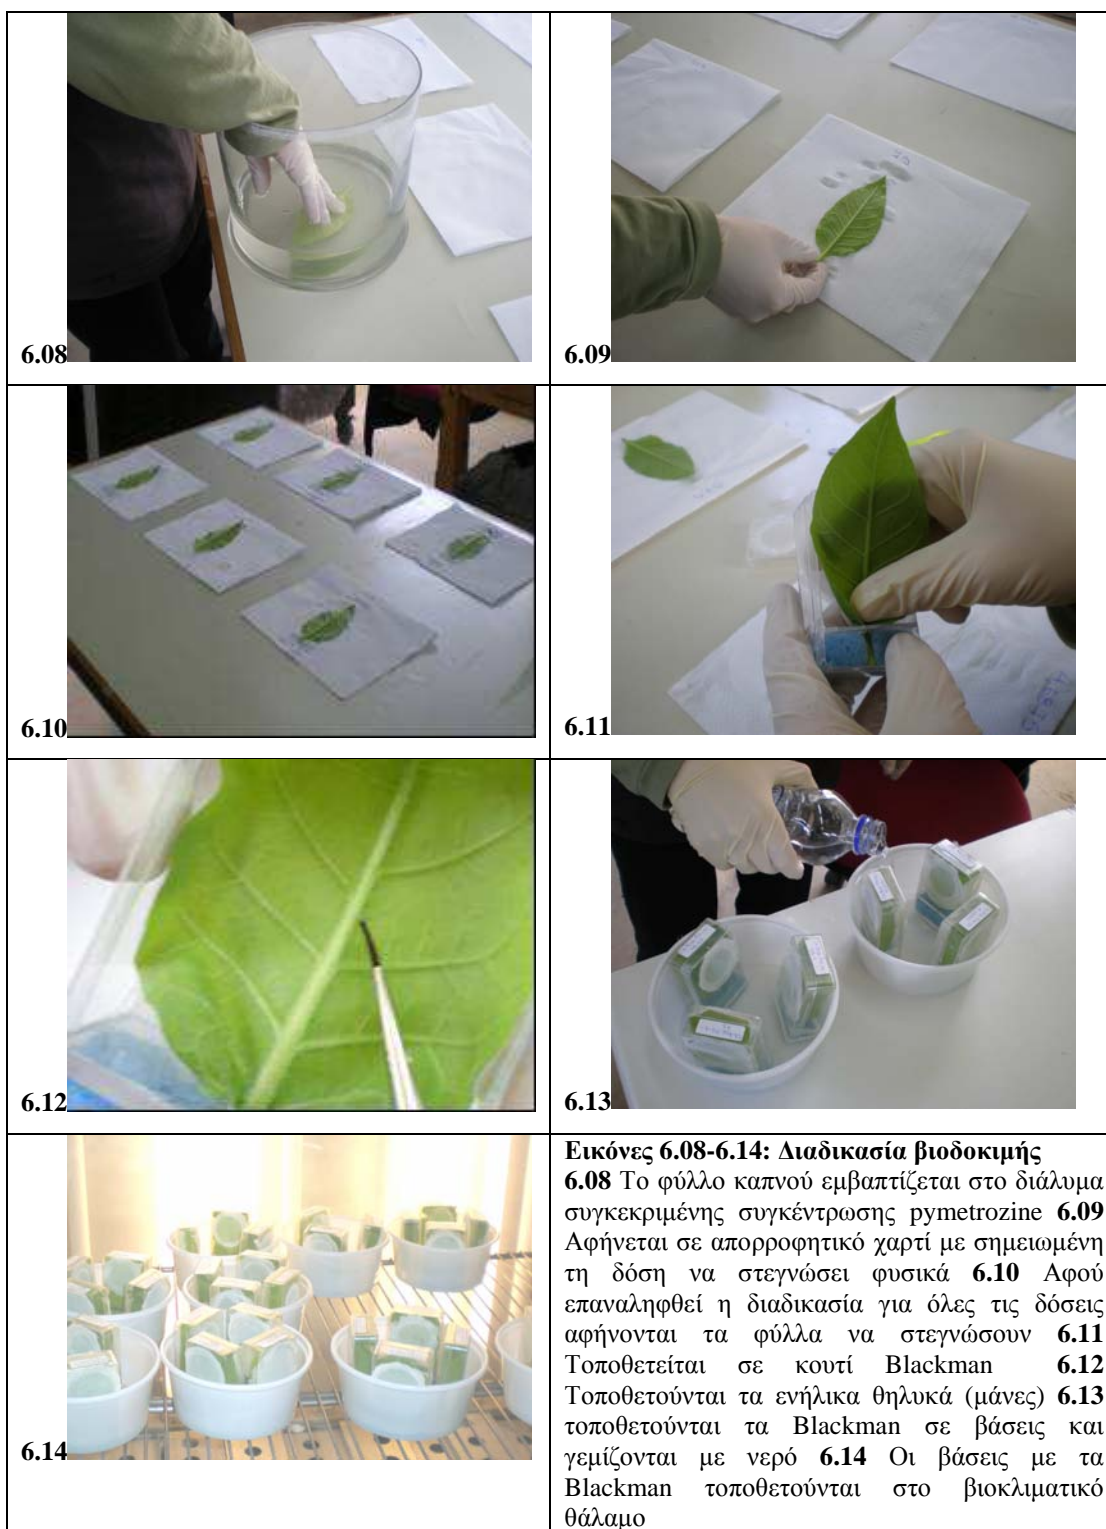 6.08
6.09
6.10
6.11
6.12
6.13
6.14
Εικόνες 6.08-6.14: Διαδικασία βιοδοκιμής
6.08 Το φύλλο καπνού εμβαπτίζεται στο διάλυμα
συγκεκριμένης συγκέντρωσης pymetrozine 6.09
Αφήνεται σε απορροφητικό χαρτί με σημειωμένη
τη δόση να στεγνώσει φυσικά 6.10 Αφού
επαναληφθεί η διαδικασία για όλες τις δόσεις
αφήνονται τα φύλλα να στεγνώσουν 6.11
Τοποθετείται σε κουτί Blackman 6.12
Τοποθετούνται τα ενήλικα θηλυκά (μάνες) 6.13
τοποθετούνται τα Blackman σε βάσεις και
γεμίζονται με νερό 6.14 Οι βάσεις με τα
Blackman τοποθετούνται στο βιοκλιματικό
θάλαμο